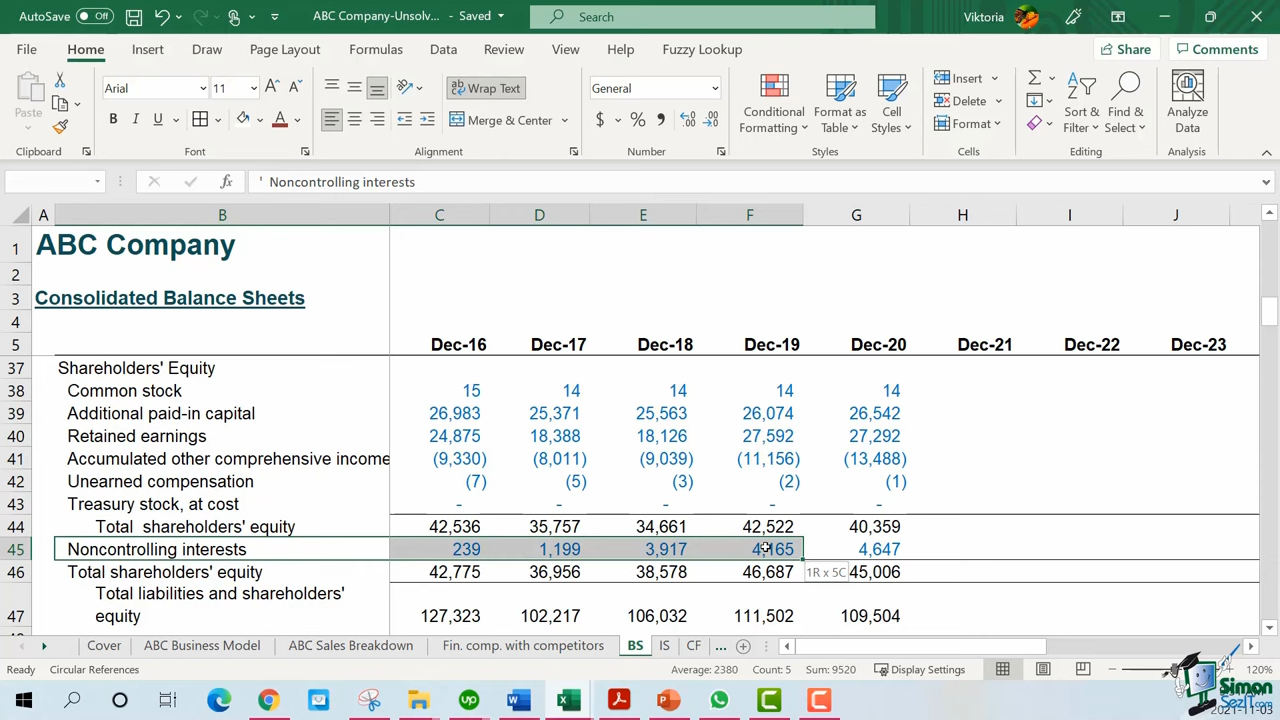 AutoSave Off ABC Company-Unsolv... - Saved Search Viktoria
File Home Insert Draw Page Layout Formulas Data Review View Help Fuzzy Lookup Share Comments
Paste Arial 11 Wrap Text General Insert
B I U Merge & Center $ % Conditional Formatting Format as Table Cell Styles Delete Format Sort & Filter Find & Select Analyze Data
Clipboard Font Alignment Number Styles Cells Editing Analysis
fx ' Noncontrolling interests
A B C D E F G H I J
1 ABC Company
2
3 Consolidated Balance Sheets
4
5 Dec-16 Dec-17 Dec-18 Dec-19 Dec-20 Dec-21 Dec-22 Dec-23
37 Shareholders' Equity
38 Common stock 15 14 14 14 14
39 Additional paid-in capital 26,983 25,371 25,563 26,074 26,542
40 Retained earnings 24,875 18,388 18,126 27,592 27,292
41 Accumulated other comprehensive income (9,330) (8,011) (9,039) (11,156) (13,488)
42 Unearned compensation (7) (5) (3) (2) (1)
43 Treasury stock, at cost - - - - -
44 Total shareholders' equity 42,536 35,757 34,661 42,522 40,359
45 Noncontrolling interests 239 1,199 3,917 4,165 4,647
46 Total shareholders' equity 42,775 36,956 38,578 46,687 45,006
1R x 5C
Total liabilities and shareholders'
47 equity 127,323 102,217 106,032 111,502 109,504
Cover ABC Business Model ABC Sales Breakdown Fin. comp. with competitors BS IS CF ...
Ready Circular References Average: 2380 Count: 5 Sum: 9520 Display Settings 120%
Simon Sez IT
2021-11-03